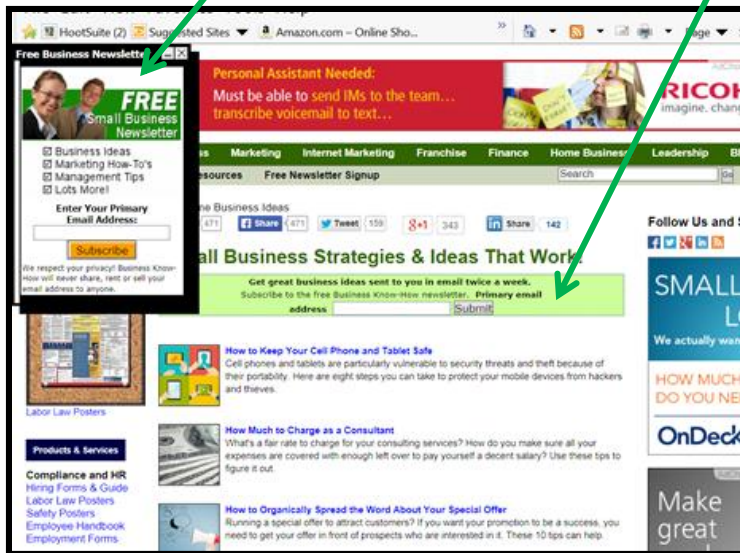 HootSuite (2) Suggested Sites Amazon.com – Online Sho... » Page
Free Business Newsletter
FREE
Small Business
Newsletter
Business Ideas
Marketing How-To's
Management Tips
Lots More!
Enter Your Primary
Email Address:
Subscribe
We respect your privacy! Business Know-
How will never share, rent or sell your
email address to anyone.
Personal Assistant Needed:
Must be able to send IMs to the team...
transcribe voicemail to text...
RICOH
imagine. chang
Marketing Internet Marketing Franchise Finance Home Business Leadership
Free Newsletter Signup Search Go
Business Ideas
471 Share 471 Tweet 159 8+1 343 in Share 142
Follow Us and S
all Business Strategies & Ideas That Work!
Get great business ideas sent to you in email twice a week.
Subscribe to the free Business Know-How newsletter. Primary email
address Submit
How to Keep Your Cell Phone and Tablet Safe
Cell phones and tablets are particularly vulnerable to security threats and theft because of
their portability. Here are eight steps you can take to protect your mobile devices from hackers
and thieves.
Labor Law Posters
How Much to Charge as a Consultant
What's a fair rate to charge for your consulting services? How do you make sure all your
expenses are covered with enough left over to pay yourself a decent salary? Use these tips to
figure it out.
Products & Services
Compliance and HR
Hiring Forms & Guide
Labor Law Posters
Safety Posters
Employee Handbook
Employment Forms
How to Organically Spread the Word About Your Special Offer
Running a special offer to attract customers? If you want your promotion to be a success, you
need to get your offer in front of prospects who are interested in it. These 10 tips can help.
SMALL
L
We actually wan
HOW MUCH
DO YOU NE
OnDeck
Make
great